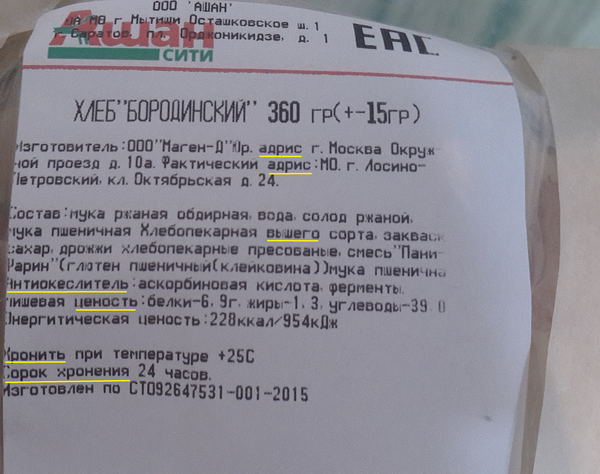 ООО "АШАН"
МО г Мытищи Осташковское ш. 1
г. Саратов, пл. Орджоникидзе, д. 1
Ашан
СИТИ
EAC
ХЛЕБ"БОРОДИНСКИЙ" 360 гр(+-15гр)
Изготовитель:ООО"Маген-Д"Юр. адрис г. Москва Окруж-
ной проезд д. 10а. Фактический адрис:МО. г. Лосино-
Петровский, кл. Октябрьская д. 24.
Состав:мука ржаная обдирная, вода, солод ржаной,
мука пшеничная Хлебопекарная вышего сорта, закваск
сахар, дрожжи хлебопекарные пресованые, смесь"Пани-
фарин"(глютен пшеничный(клейковина))мука пшенична
Антиокеслитель:аскорбиновая кислота, ферменты.
пищевая ценость:белки-6, 9г, жиры-1, 3, углеводы-39. 0
Энергитическая ценость:228ккал/954кДж
Хронить при температуре +25С
Сорок хронения 24 часов.
Изготовлен по СТО92647531-001-2015